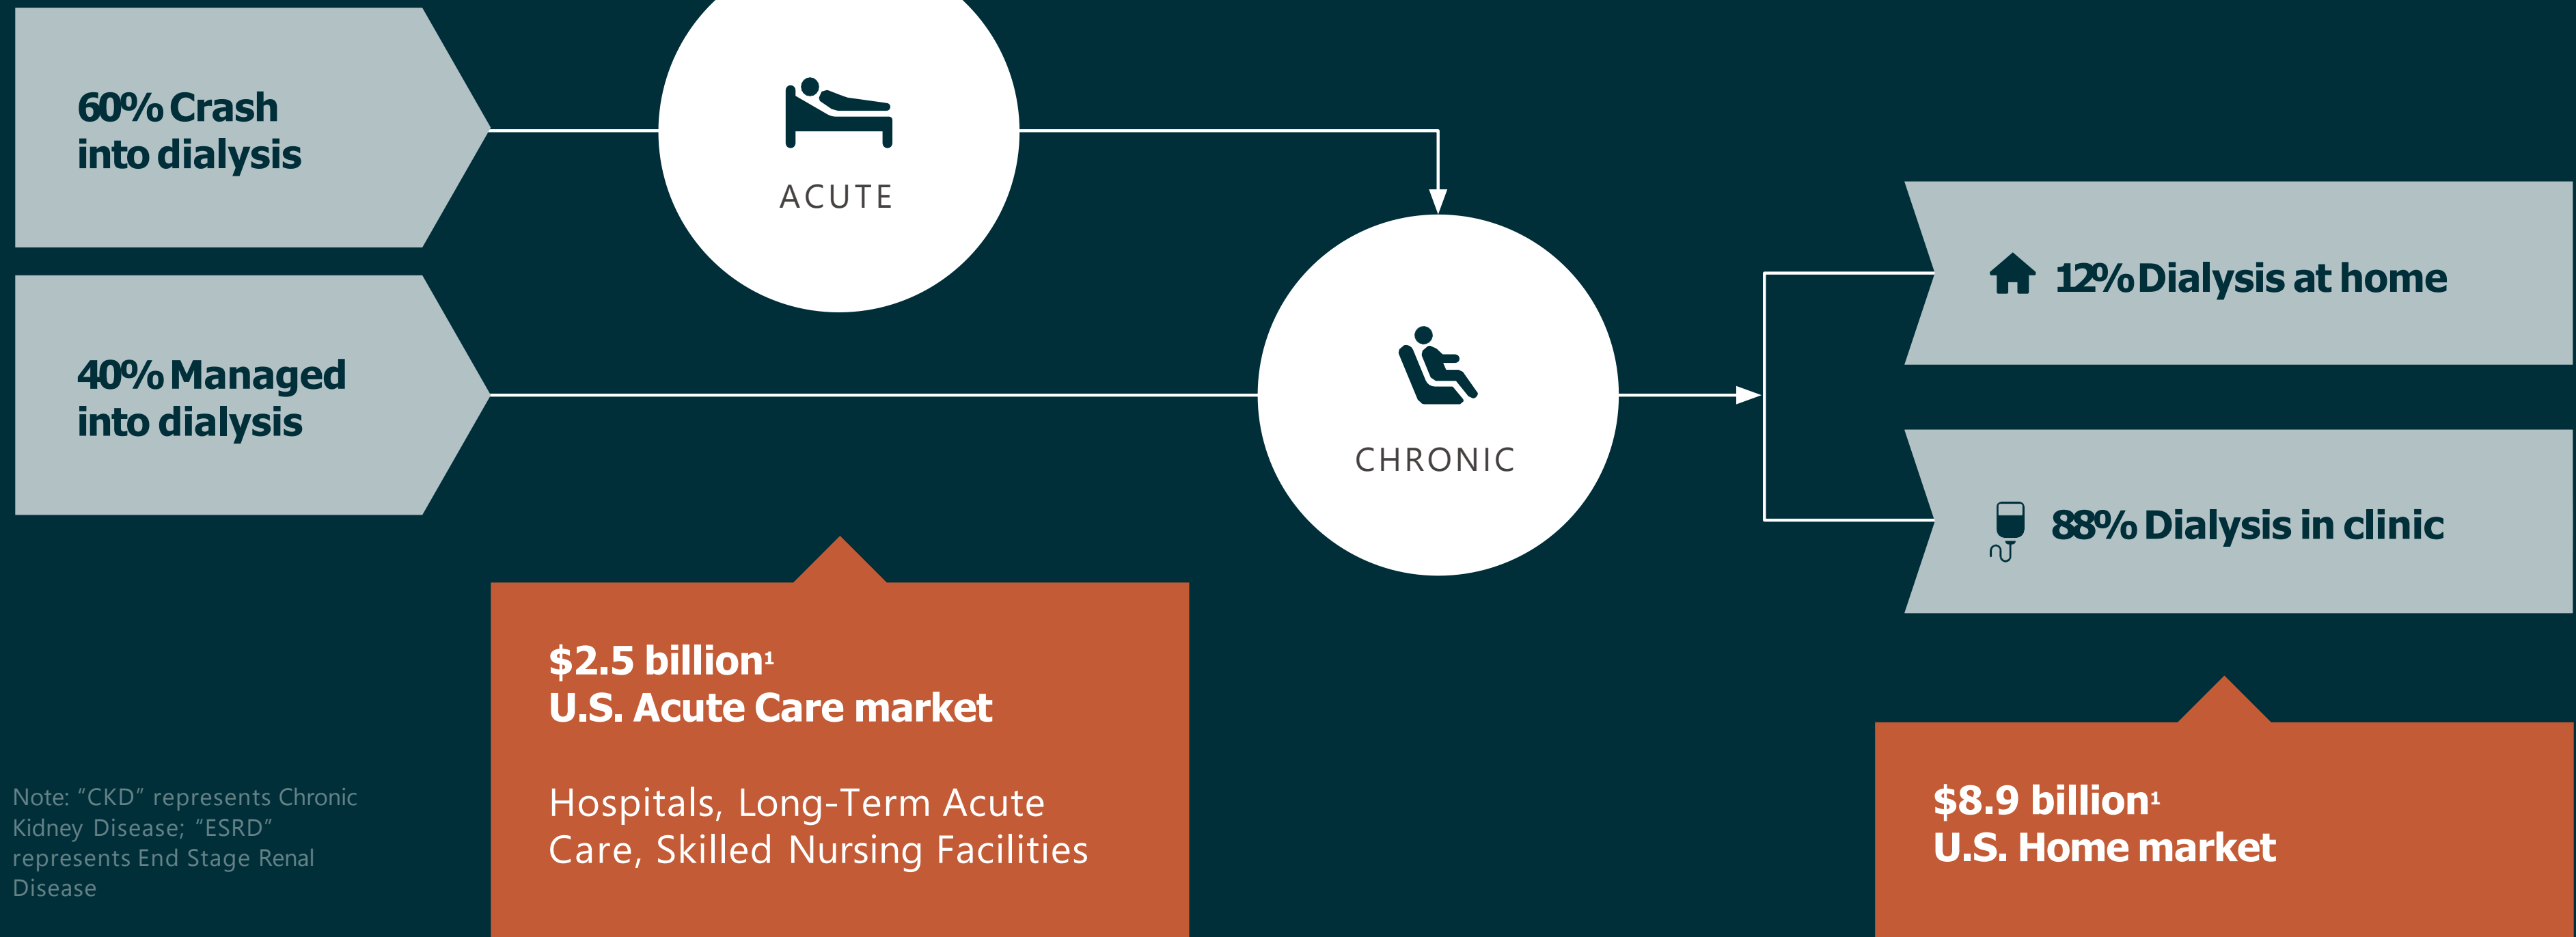 60% Crash
into dialysis
ACUTE
40% Managed
into dialysis
CHRONIC
12% Dialysis at home
88% Dialysis in clinic
$2.5 billion¹
U.S. Acute Care market
Hospitals, Long-Term Acute
Care, Skilled Nursing Facilities
$8.9 billion¹
U.S. Home market
Note: “CKD” represents Chronic
Kidney Disease; “ESRD”
represents End Stage Renal
Disease